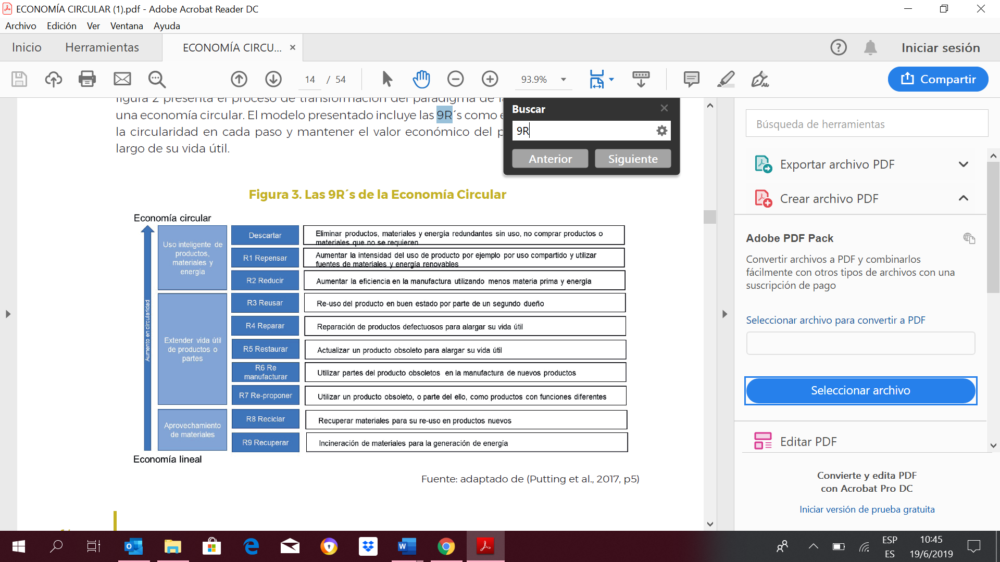 ECONOMÍA CIRCULAR (1).pdf - Adobe Acrobat Reader DC
Archivo Edición Ver Ventana Ayuda
Inicio Herramientas ECONOMÍA CIRCU... × Iniciar sesión
14 / 54 93.9% Compartir
figura 2 presenta el proceso de transformación del paradigma de
una economía circular. El modelo presentado incluye las 9R´s como
la circularidad en cada paso y mantener el valor económico del
largo de su vida útil.
Buscar
9R
Anterior Siguiente
Figura 3. Las 9R´s de la Economía Circular
Economía circular
Aumento en circularidad
Uso inteligente de
productos,
materiales y
energía
Descartar
Eliminar productos, materiales y energía redundantes sin uso, no comprar productos o
materiales que no se requieren
R1 Repensar
Aumentar la intensidad del uso de producto por ejemplo por uso compartido y utilizar
fuentes de materiales y energía renovables
R2 Reducir
Aumentar la eficiencia en la manufactura utilizando menos materia prima y energía
Extender vida útil
de productos o
partes
R3 Reusar
Re-uso del producto en buen estado por parte de un segundo dueño
R4 Reparar
Reparación de productos defectuosos para alargar su vida útil
R5 Restaurar
Actualizar un producto obsoleto para alargar su vida útil
R6 Re
manufacturar
Utilizar partes del producto obsoletos en la manufactura de nuevos productos
R7 Re-proponer
Utilizar un producto obsoleto, o parte del ello, como productos con funciones diferentes
Aprovechamiento
de materiales
R8 Reciclar
Recuperar materiales para su re-uso en productos nuevos
R9 Recuperar
Incineración de materiales para la generación de energía
Economía lineal
Fuente: adaptado de (Putting et al., 2017, p5)
Búsqueda de herramientas
Exportar archivo PDF
Crear archivo PDF
Adobe PDF Pack
Convertir archivos a PDF y combinarlos
fácilmente con otros tipos de archivos con una
suscripción de pago
Seleccionar archivo para convertir a PDF
Seleccionar archivo
Editar PDF
Convierte y edita PDF
con Acrobat Pro DC
Iniciar versión de prueba gratuita
ESP
ES
10:45
19/6/2019